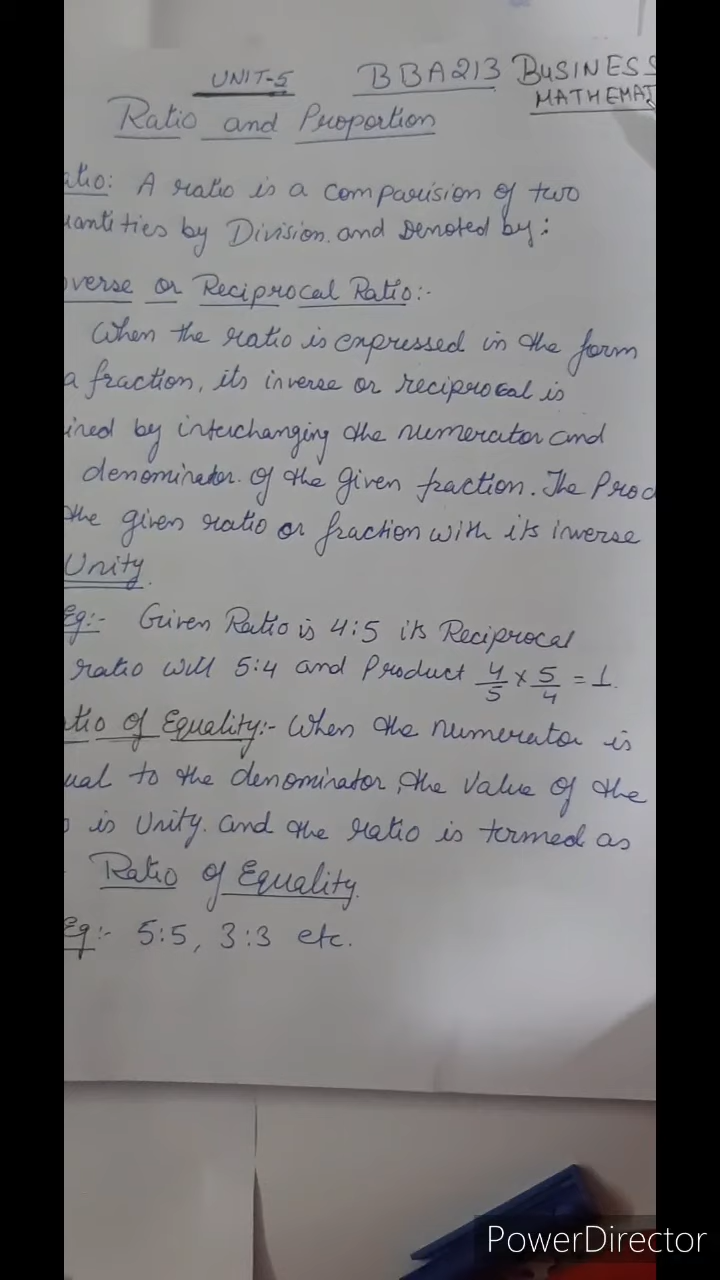 UNIT-5 BBA213 BUSINESS
MATHEMAT
Ratio and Proportion
atio: A ratio is a comparision of two
uantities by Division. and Denoted by:
verse or Reciprocal Ratio:-
When the ratio is expressed in the form
a fraction, its inverse or reciprocal is
ined by interchanging the numerator and
denominator. of the given fraction. The Prod
the given ratio or fraction with its inverse
Unity.
Eg:- Given Ratio is 4:5 its Reciprocal
ratio will 5:4 and Product 4/5 × 5/4 = 1.
atio of Equality:- When the numerator is
ual to the denominator, the value of the
o is Unity. and the ratio is termed as
Ratio of Equality.
Eg:- 5:5, 3:3 etc.
PowerDirector